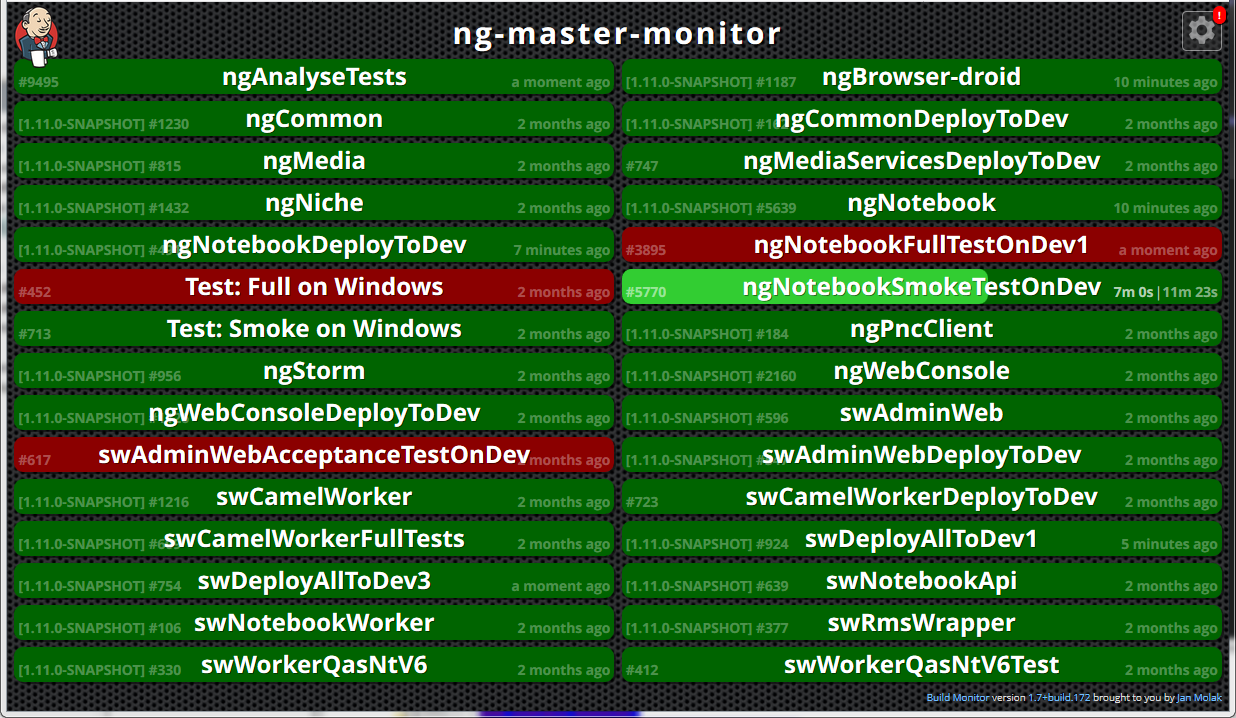 ng-master-monitor
!
#9495 ngAnalyseTests a moment ago
[1.11.0-SNAPSHOT] #1187 ngBrowser-droid 10 minutes ago
[1.11.0-SNAPSHOT] #1230 ngCommon 2 months ago
[1.11.0-SNAPSHOT] ngCommonDeployToDev 2 months ago
[1.11.0-SNAPSHOT] #815 ngMedia 2 months ago
#747 ngMediaServicesDeployToDev 2 months ago
[1.11.0-SNAPSHOT] #1432 ngNiche 2 months ago
[1.11.0-SNAPSHOT] #5639 ngNotebook 10 minutes ago
[1.11.0-SNAPSHOT] ngNotebookDeployToDev 7 minutes ago
#3895 ngNotebookFullTestOnDev1 a moment ago
#452 Test: Full on Windows 2 months ago
#5770 ngNotebookSmokeTestOnDev 7m 0s|11m 23s
#713 Test: Smoke on Windows 2 months ago
[1.11.0-SNAPSHOT] #184 ngPncClient 2 months ago
[1.11.0-SNAPSHOT] #956 ngStorm 2 months ago
[1.11.0-SNAPSHOT] #2160 ngWebConsole 2 months ago
[1.11.0-SNAPSHOT] ngWebConsoleDeployToDev 2 months ago
[1.11.0-SNAPSHOT] #596 swAdminWeb 2 months ago
#617 swAdminWebAcceptanceTestOnDev months ago
[1.11.0-SNAPSHOT] swAdminWebDeployToDev 2 months ago
[1.11.0-SNAPSHOT] #1216 swCamelWorker 2 months ago
#723 swCamelWorkerDeployToDev 2 months ago
[1.11.0-SNAPSHOT] swCamelWorkerFullTests 2 months ago
[1.11.0-SNAPSHOT] #924 swDeployAllToDev1 5 minutes ago
[1.11.0-SNAPSHOT] #754 swDeployAllToDev3 a moment ago
[1.11.0-SNAPSHOT] #639 swNotebookApi 2 months ago
[1.11.0-SNAPSHOT] #106 swNotebookWorker 2 months ago
[1.11.0-SNAPSHOT] #377 swRmsWrapper 2 months ago
[1.11.0-SNAPSHOT] #330 swWorkerQasNtV6 2 months ago
#412 swWorkerQasNtV6Test 2 months ago
Build Monitor version 1.7+build.172 brought to you by Jan Molak